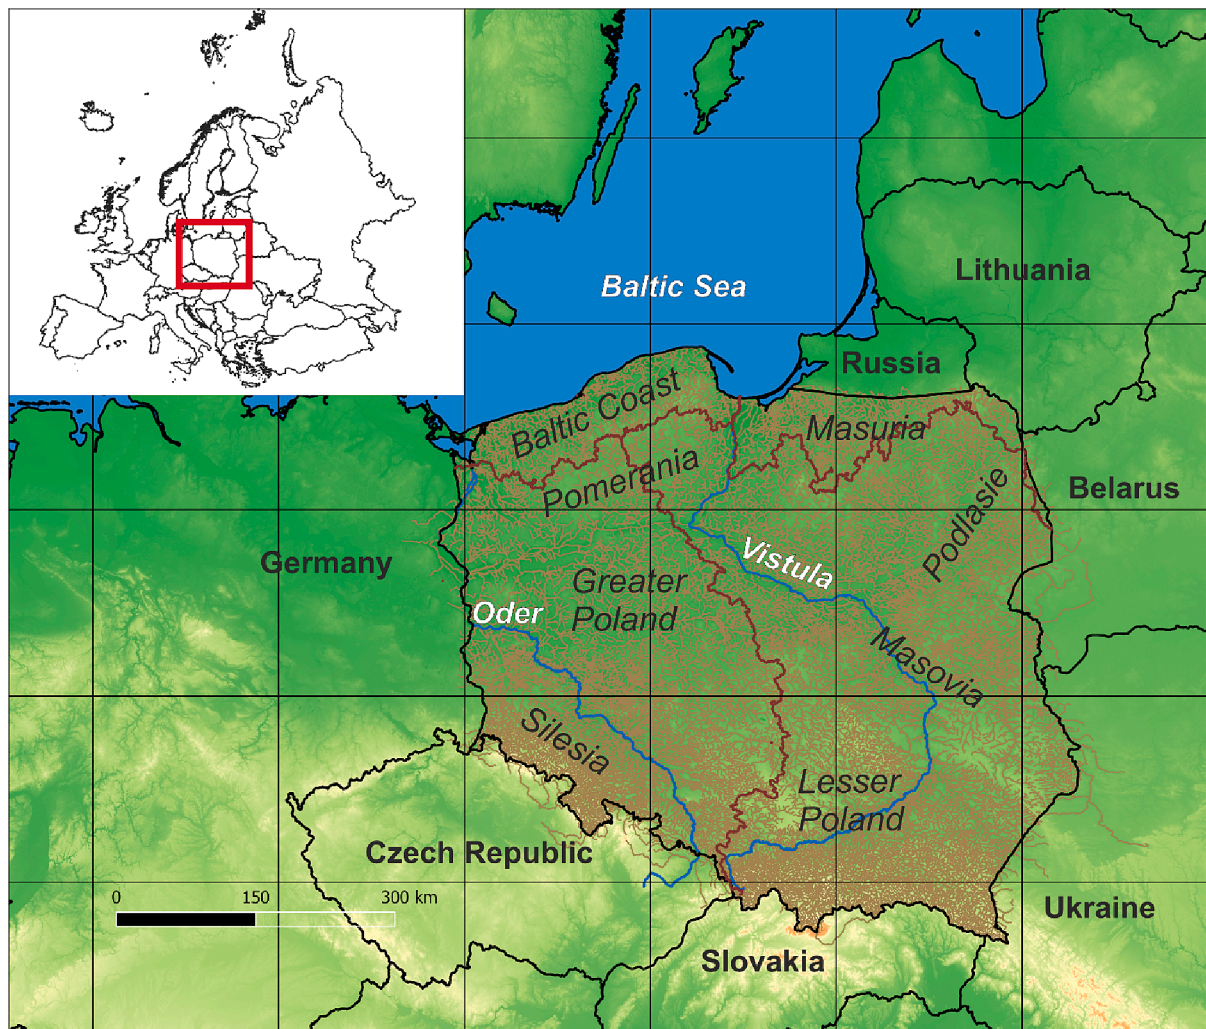 Baltic Sea
Lithuania
Russia
Baltic Coast
Masuria
Pomerania
Belarus
Podlasie
Vistula
Germany
Greater
Poland
Oder
Masovia
Silesia
Lesser
Poland
Czech Republic
0 150 300 km
Ukraine
Slovakia